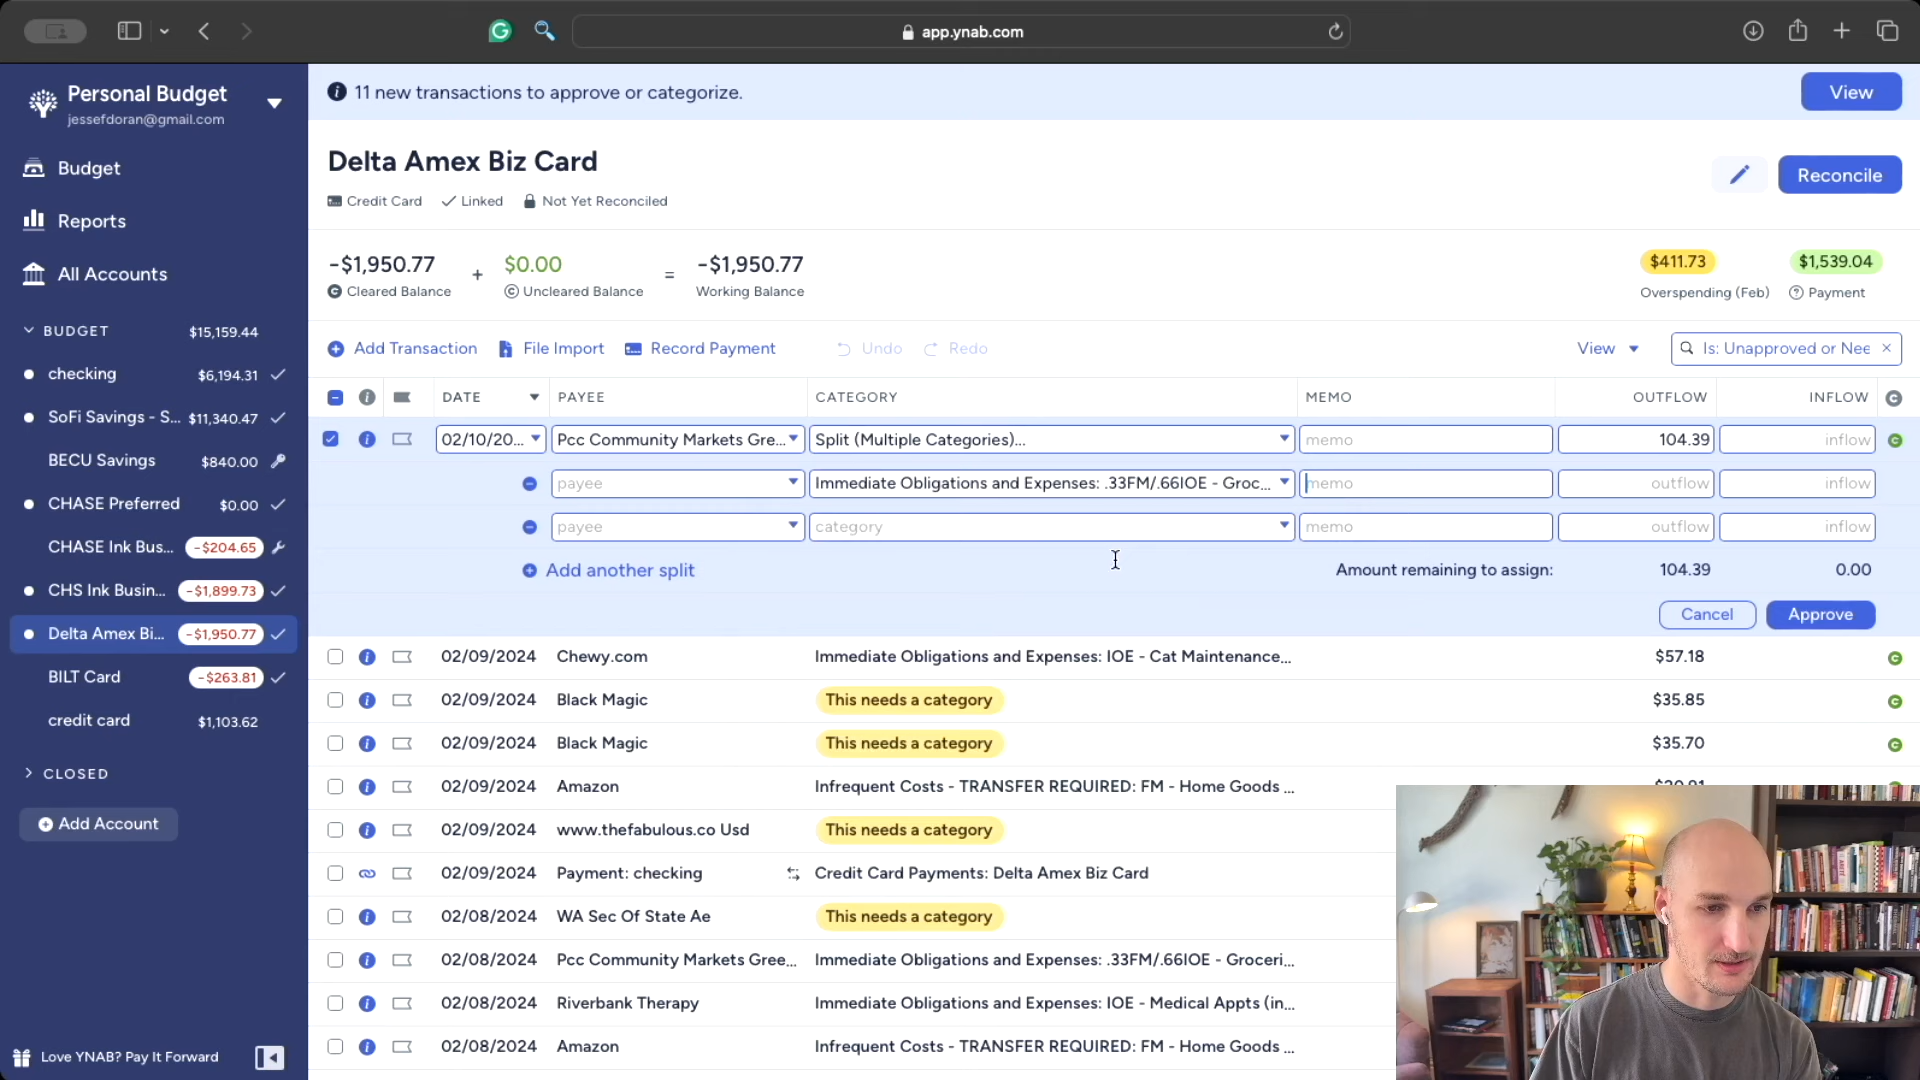 app.ynab.com
Personal Budget
jessefdoran@gmail.com
Budget
Reports
All Accounts
BUDGET $15,159.44
checking $6,194.31
SoFi Savings - S... $11,340.47
BECU Savings $840.00
CHASE Preferred $0.00
CHASE Ink Bus... -$204.65
CHS Ink Busin... -$1,899.73
Delta Amex Bi... -$1,950.77
BILT Card -$263.81
credit card $1,103.62
CLOSED
Add Account
Love YNAB? Pay It Forward
11 new transactions to approve or categorize.
View
Delta Amex Biz Card
Credit Card Linked Not Yet Reconciled
Reconcile
-$1,950.77 + $0.00 = -$1,950.77
Cleared Balance Uncleared Balance Working Balance
$411.73 $1,539.04
Overspending (Feb) Payment
Add Transaction File Import Record Payment Undo Redo View Is: Unapproved or Nee
DATE PAYEE CATEGORY MEMO OUTFLOW INFLOW
02/10/20... Pcc Community Markets Gre... Split (Multiple Categories)... memo 104.39 inflow
payee Immediate Obligations and Expenses: .33FM/.66IOE - Groc... memo outflow inflow
payee category memo outflow inflow
Add another split Amount remaining to assign: 104.39 0.00
Cancel Approve
02/09/2024 Chewy.com Immediate Obligations and Expenses: IOE - Cat Maintenance... $57.18
02/09/2024 Black Magic This needs a category $35.85
02/09/2024 Black Magic This needs a category $35.70
02/09/2024 Amazon Infrequent Costs - TRANSFER REQUIRED: FM - Home Goods ...
02/09/2024 www.thefabulous.co Usd This needs a category
02/09/2024 Payment: checking Credit Card Payments: Delta Amex Biz Card
02/08/2024 WA Sec Of State Ae This needs a category
02/08/2024 Pcc Community Markets Gree... Immediate Obligations and Expenses: .33FM/.66IOE - Groceri...
02/08/2024 Riverbank Therapy Immediate Obligations and Expenses: IOE - Medical Appts (in...
02/08/2024 Amazon Infrequent Costs - TRANSFER REQUIRED: FM - Home Goods ...